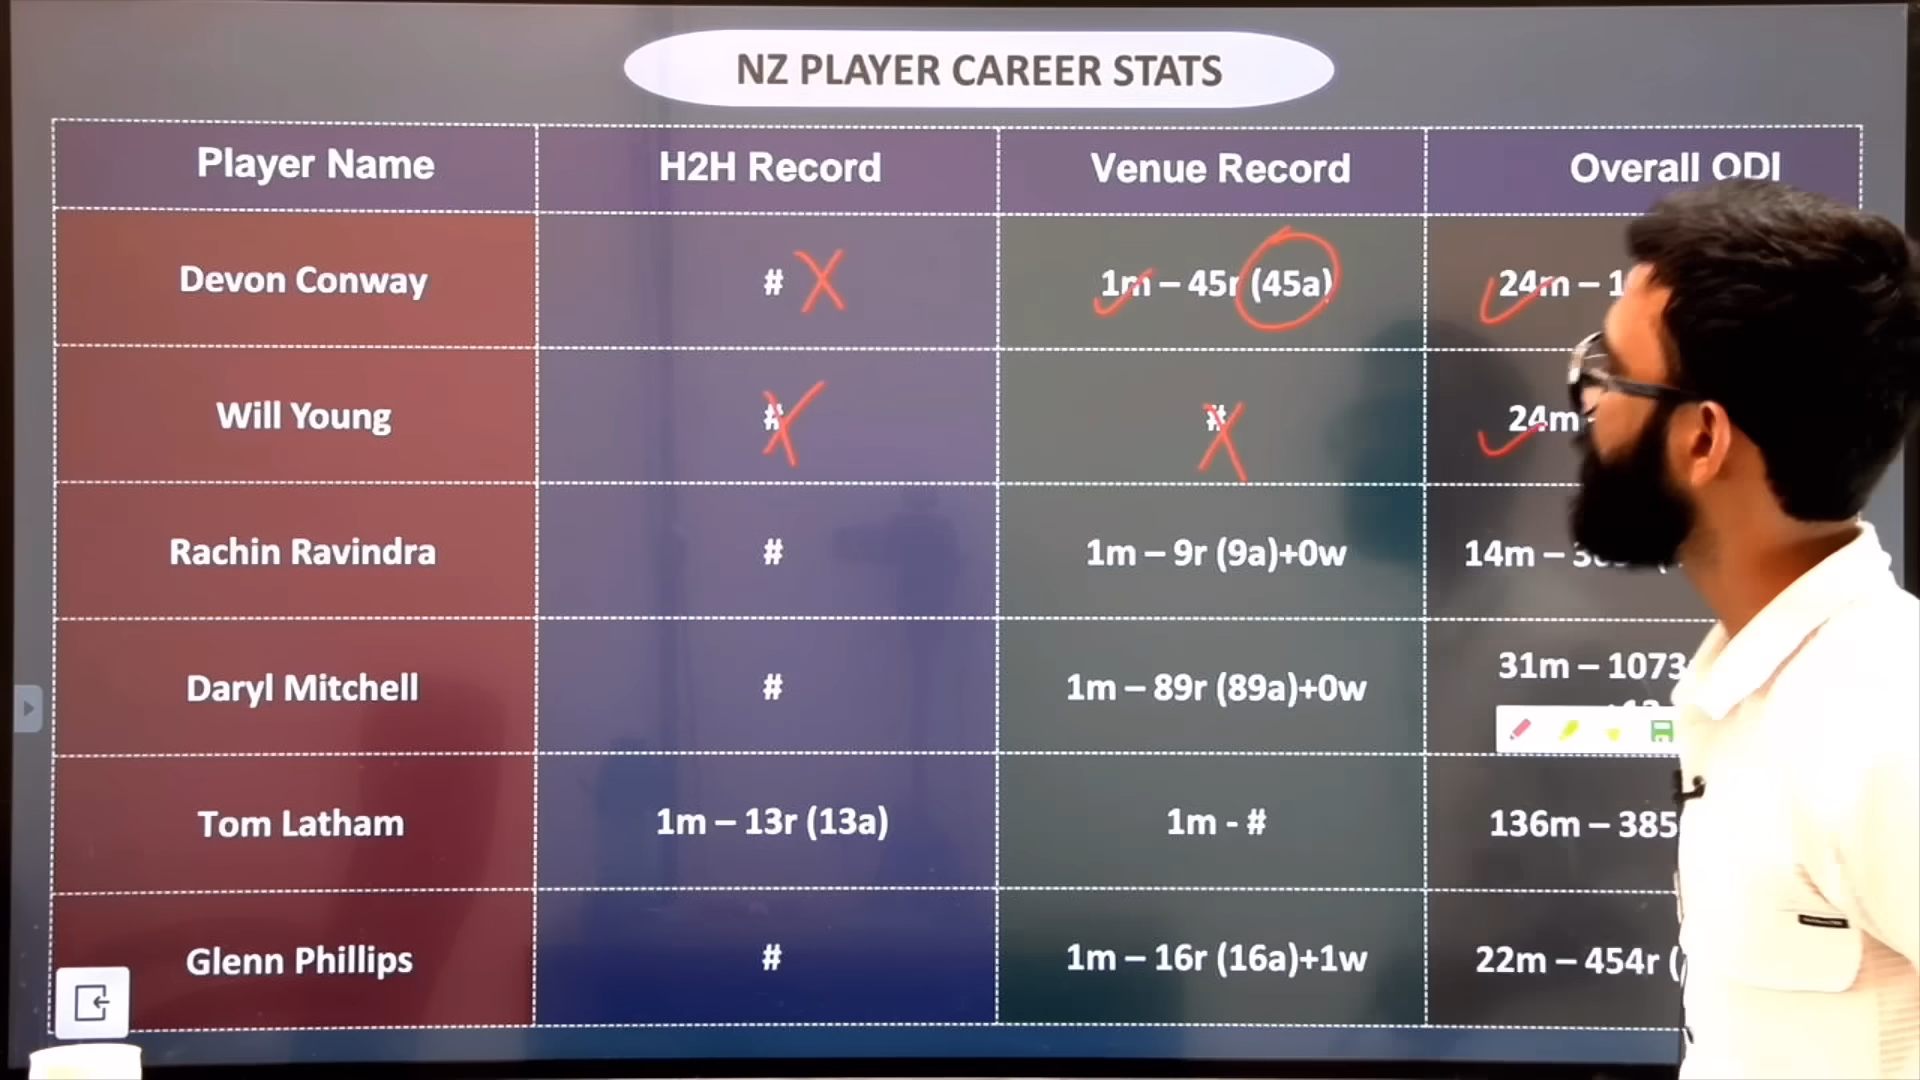 NZ PLAYER CAREER STATS
Player Name H2H Record Venue Record Overall ODI
Devon Conway # 1m – 45r (45a) 24m – 1
Will Young # # 24m
Rachin Ravindra # 1m – 9r (9a)+0w 14m –
Daryl Mitchell # 1m – 89r (89a)+0w 31m – 1073
Tom Latham 1m – 13r (13a) 1m - # 136m – 385
Glenn Phillips # 1m – 16r (16a)+1w 22m – 454r (